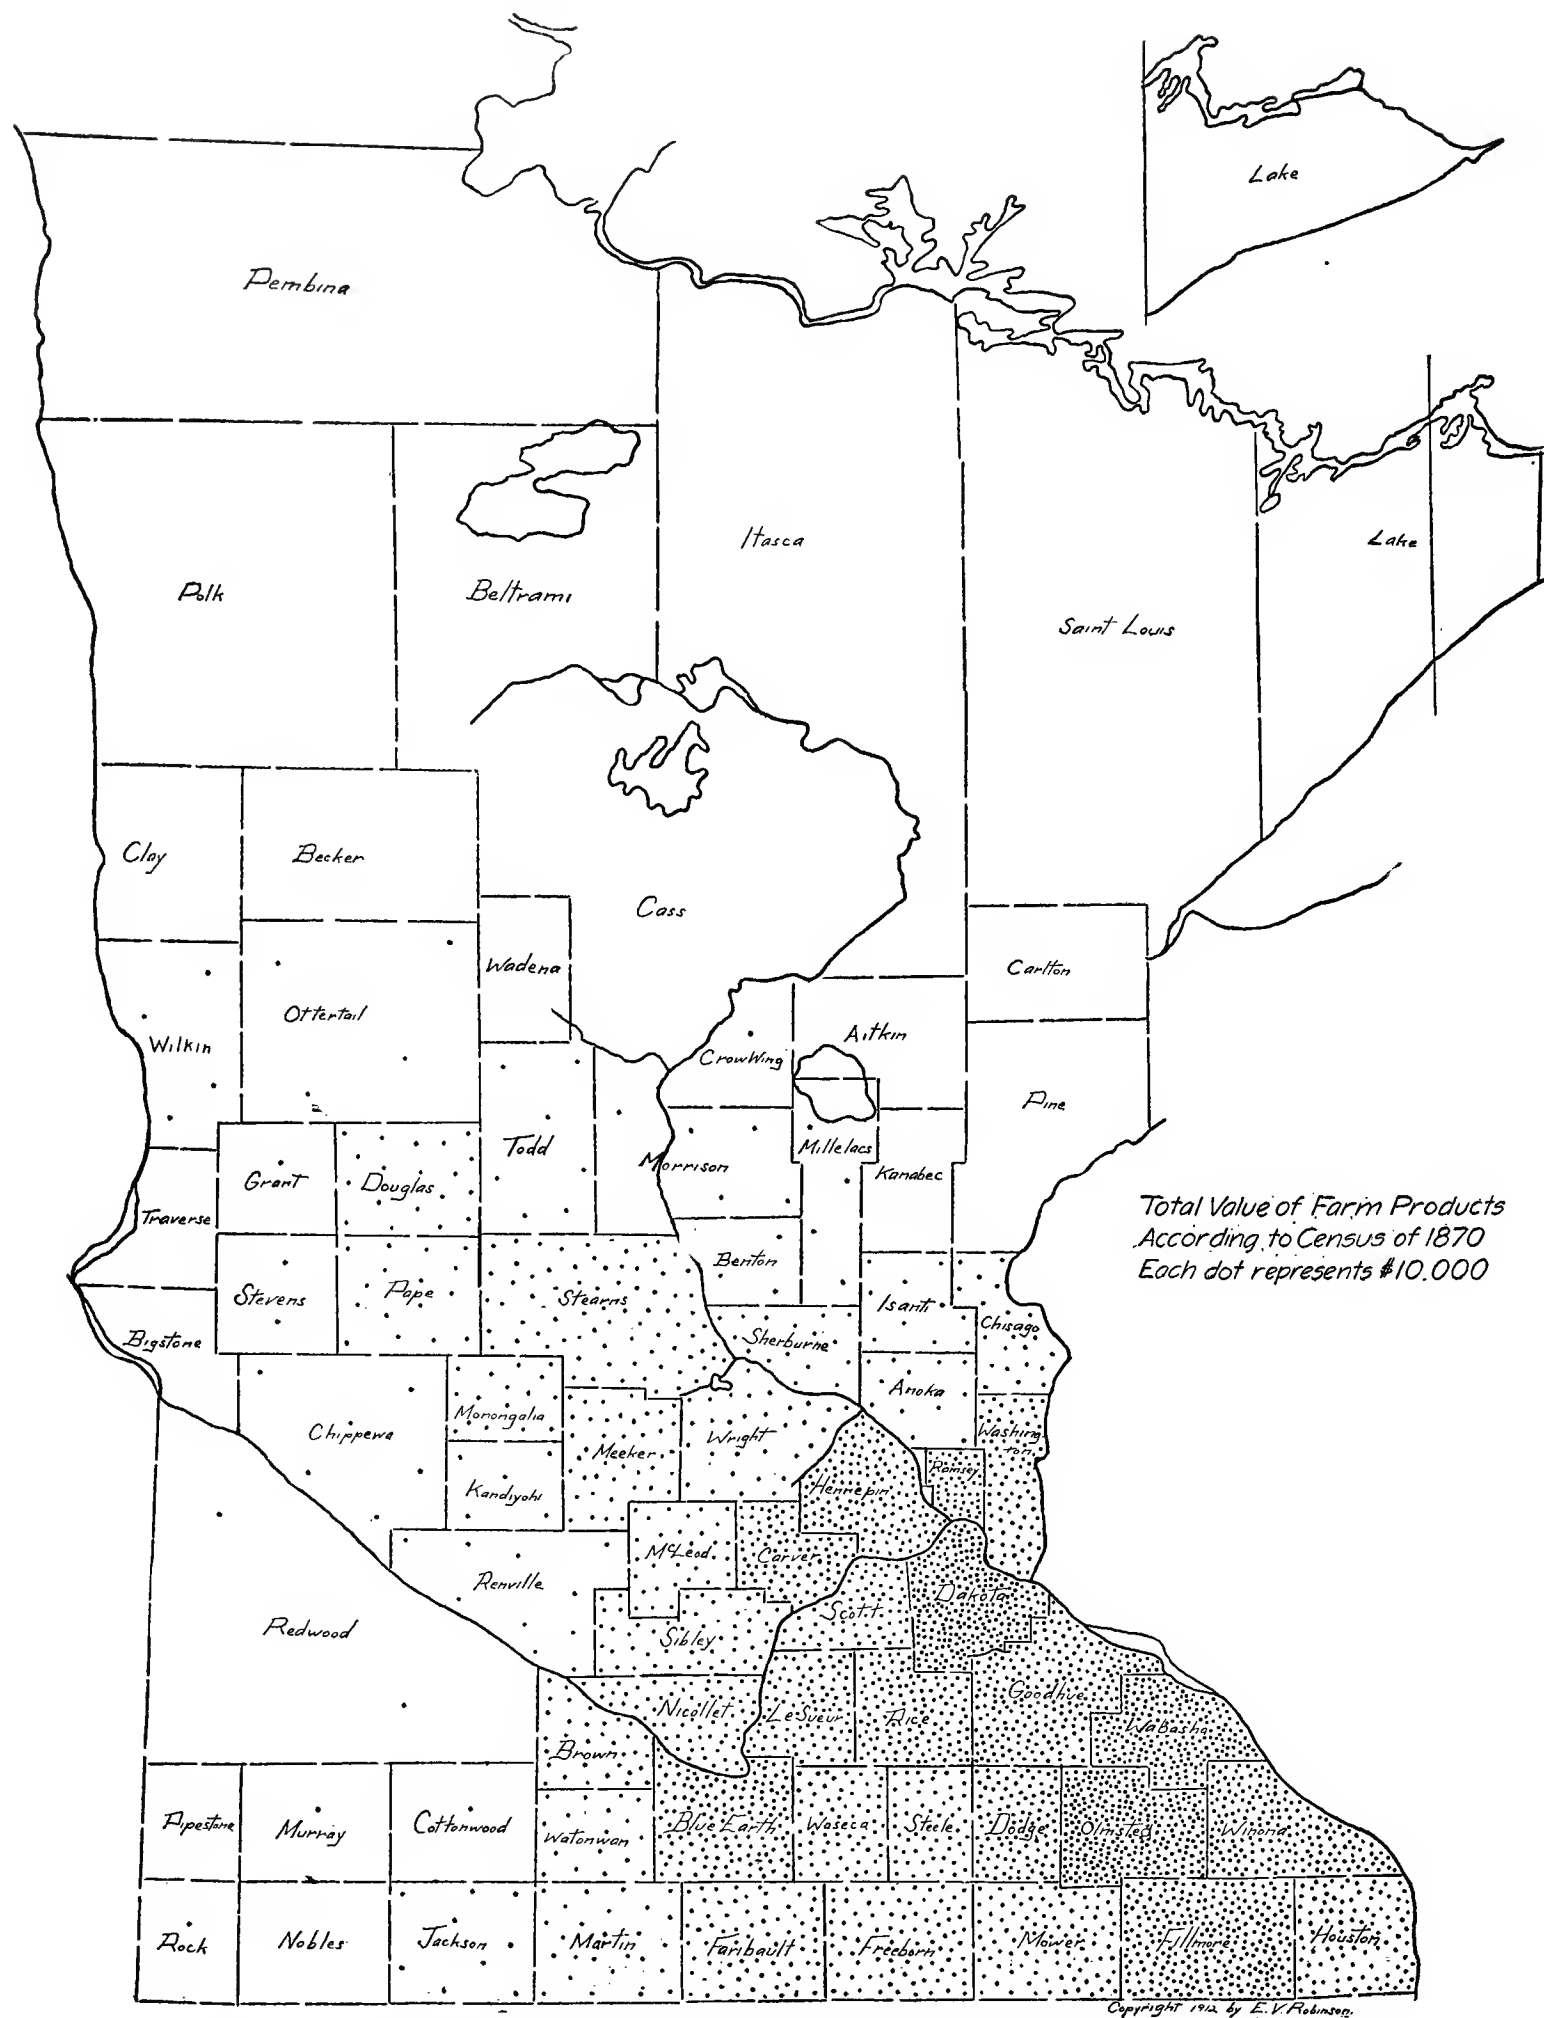 Lake
Pembina
Itasca
Lake
Polk
Beltrami
Saint Louis
Clay
Becker
Cass
Wadena
Carlton
Ottertail
Wilkin
Crow Wing
Aitkin
Pine
Todd
Morrison
Millelacs
Kanabec
Grant
Douglas
Traverse
Total Value of Farm Products
According to Census of 1870
Each dot represents $10.000
Benton
Stevens
Pope
Stearns
Isanti
Chisago
Bigstone
Sherburne
Anoka
Monongalia
Chippewa
Meeker
Wright
Washing
ton
Ramsey
Kandiyohi
Hennepin
McLeod
Carver
Renville
Scott
Dakota
Redwood
Sibley
Nicollet
Le Sueur
Rice
Goodhue
Wabasha
Brown
Pipestone
Murray
Cottonwood
Watonwan
Blue Earth
Waseca
Steele
Dodge
Olmsted
Winona
Rock
Nobles
Jackson
Martin
Faribault
Freeborn
Mower
Fillmore
Houston
Copyright 1912 by E. V. Robinson.